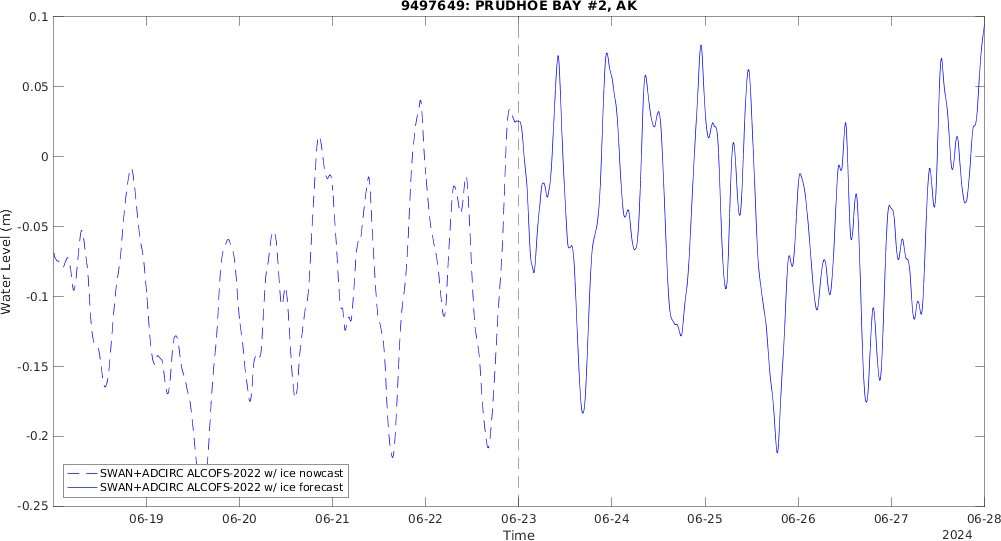 9497649: PRUDHOE BAY #2, AK
0.1
0.05
0
-0.05
-0.1
-0.15
-0.2
-0.25
Water Level (m)
SWAN+ADCIRC ALCOFS-2022 w/ ice nowcast
SWAN+ADCIRC ALCOFS-2022 w/ ice forecast
06-19 06-20 06-21 06-22 06-23 06-24 06-25 06-26 06-27 06-28
Time
2024